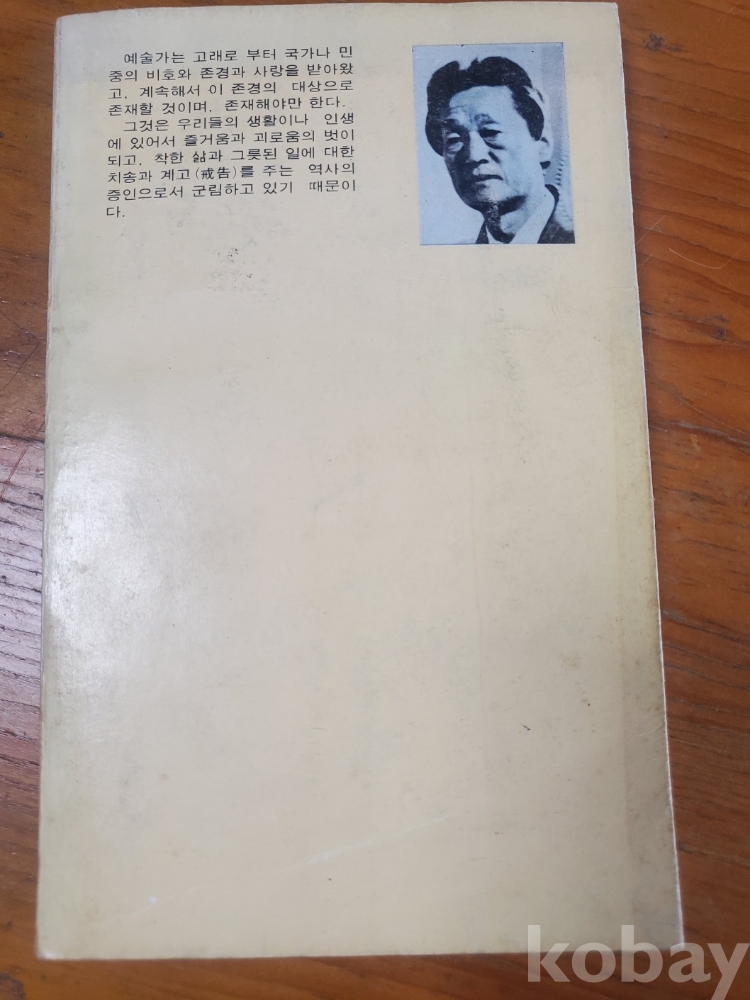 예술가는 고래로 부터 국가나 민
중의 비호와 존경과 사랑을 받아왔
고, 계속해서 이 존경의 대상으로
존재할 것이며, 존재해야만 한다.
그것은 우리들의 생활이나 인생
에 있어서 즐거움과 괴로움의 벗이
되고, 착한 삶과 그릇된 일에 대한
치송과 계고(戒告)를 주는 역사의
증인으로서 군림하고 있기 때문이
다.
kobay